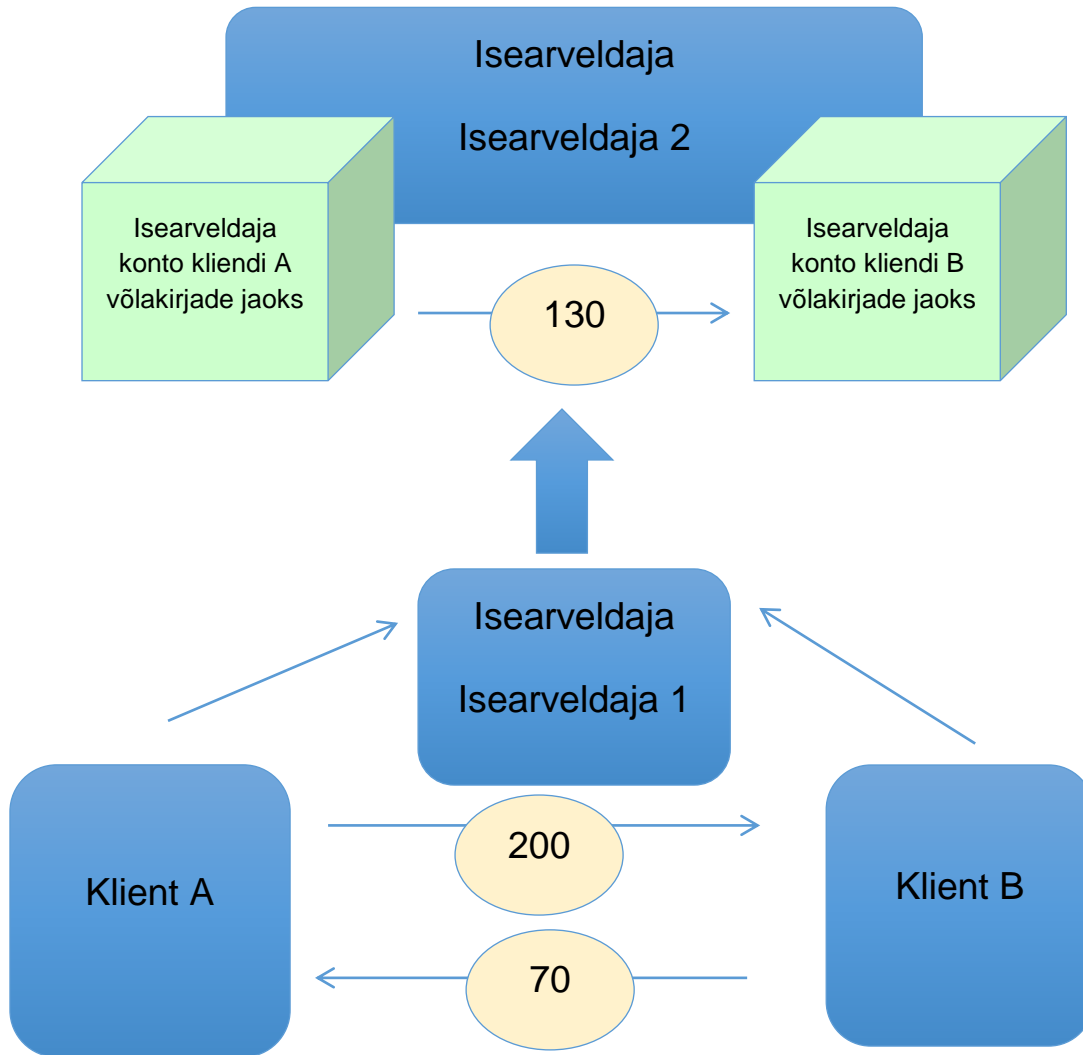 Isearveldaja
Isearveldaja 2
Isearveldaja
konto kliendi A
võlakirjade jaoks
Isearveldaja
konto kliendi B
võlakirjade jaoks
130
Isearveldaja
Isearveldaja 1
200
Klient A
Klient B
70